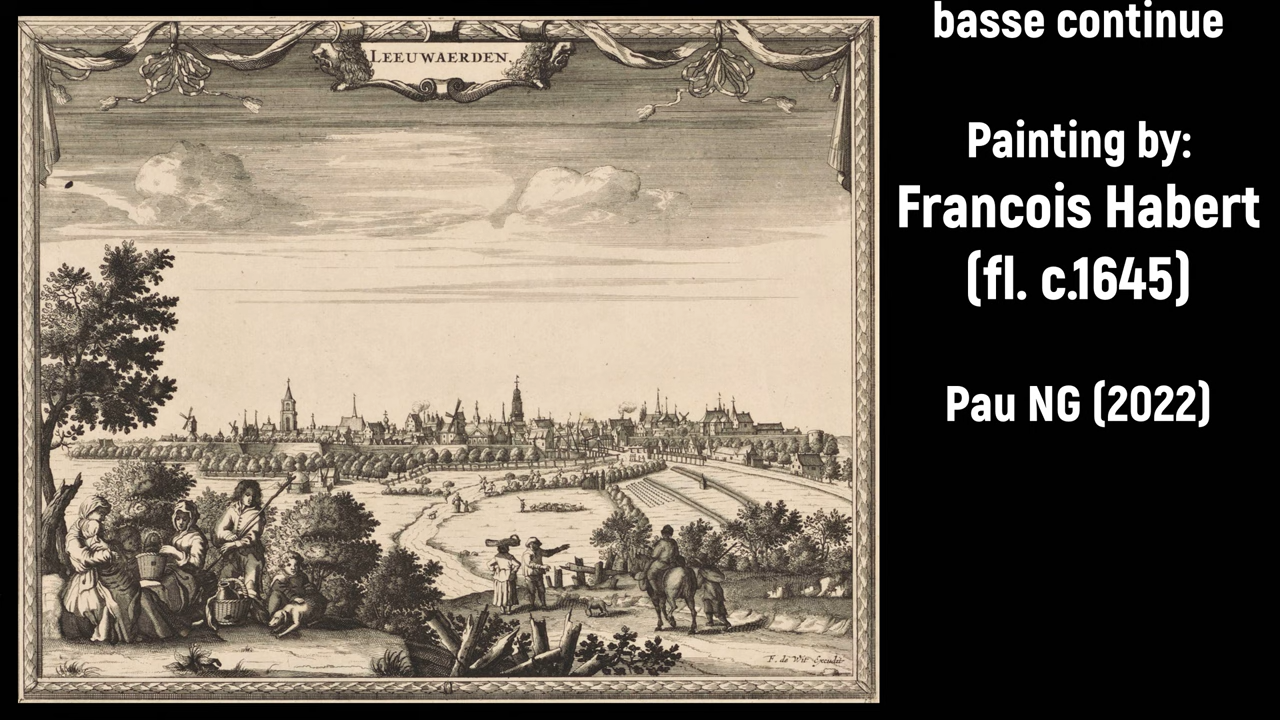 LEEUWAERDEN.
F. de Wit Excudit
basse continue
Painting by:
Francois Habert
(fl. c.1645)
Pau NG (2022)